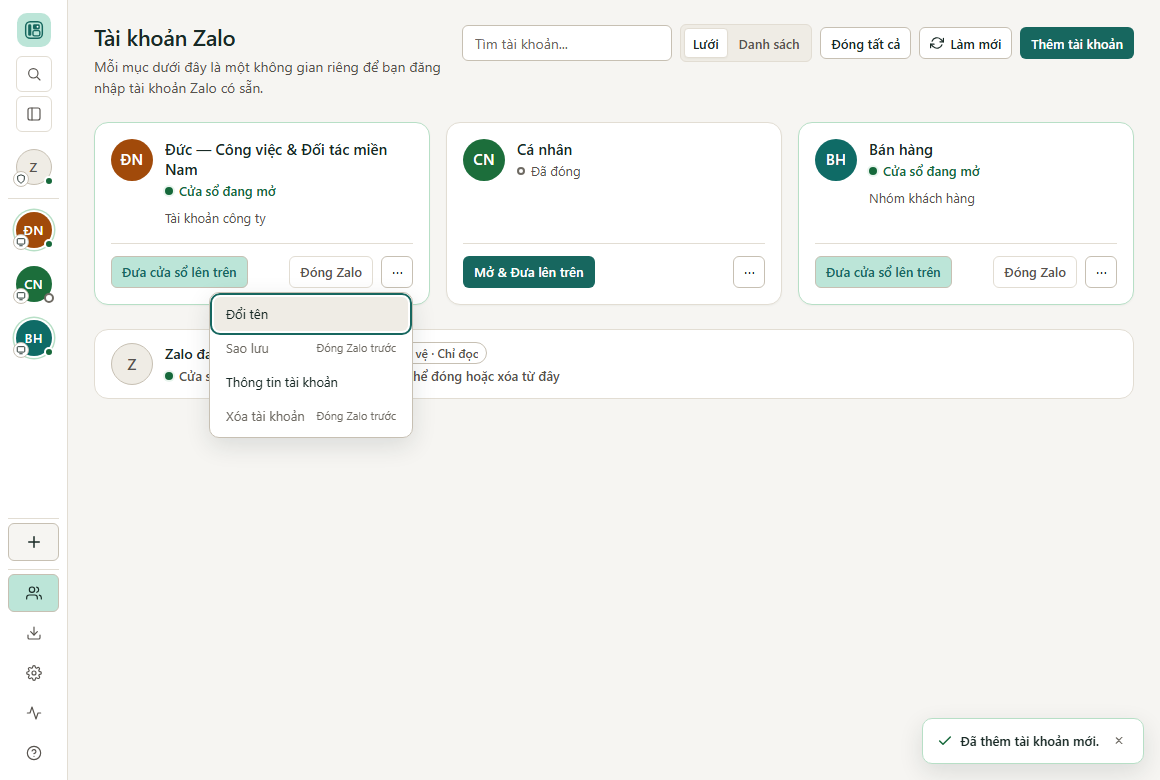 Tài khoản Zalo
Mỗi mục dưới đây là một không gian riêng để bạn đăng
nhập tài khoản Zalo có sẵn.
Tìm tài khoản...
Lưới
Danh sách
Đóng tất cả
Làm mới
Thêm tài khoản
Z
ĐN
CN
BH
ĐN
Đức — Công việc & Đối tác miền
Nam
Cửa sổ đang mở
Tài khoản công ty
Đưa cửa sổ lên trên
Đóng Zalo
...
CN
Cá nhân
Đã đóng
Mở & Đưa lên trên
...
BH
Bán hàng
Cửa sổ đang mở
Nhóm khách hàng
Đưa cửa sổ lên trên
Đóng Zalo
...
Đổi tên
Sao lưu Đóng Zalo trước
Thông tin tài khoản
Xóa tài khoản Đóng Zalo trước
Z
Zalo
vệ · Chỉ đọc
Cửa
đóng hoặc xóa từ đây
Đã thêm tài khoản mới.